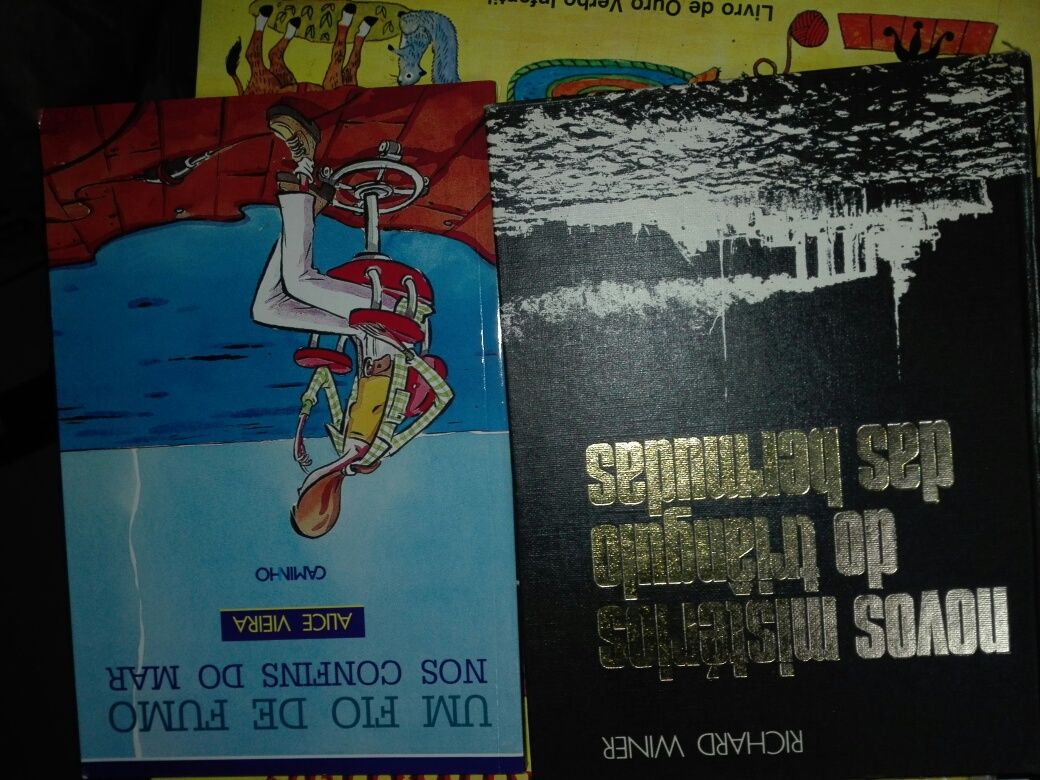 UM FIO DE FUMO
NOS CONFINS DO MAR
ALICE VIEIRA
CAMINHO
RICHARD WINER
novos mistérios
do triângulo
das bermudas
Livro de Ouro Verbo Infantil